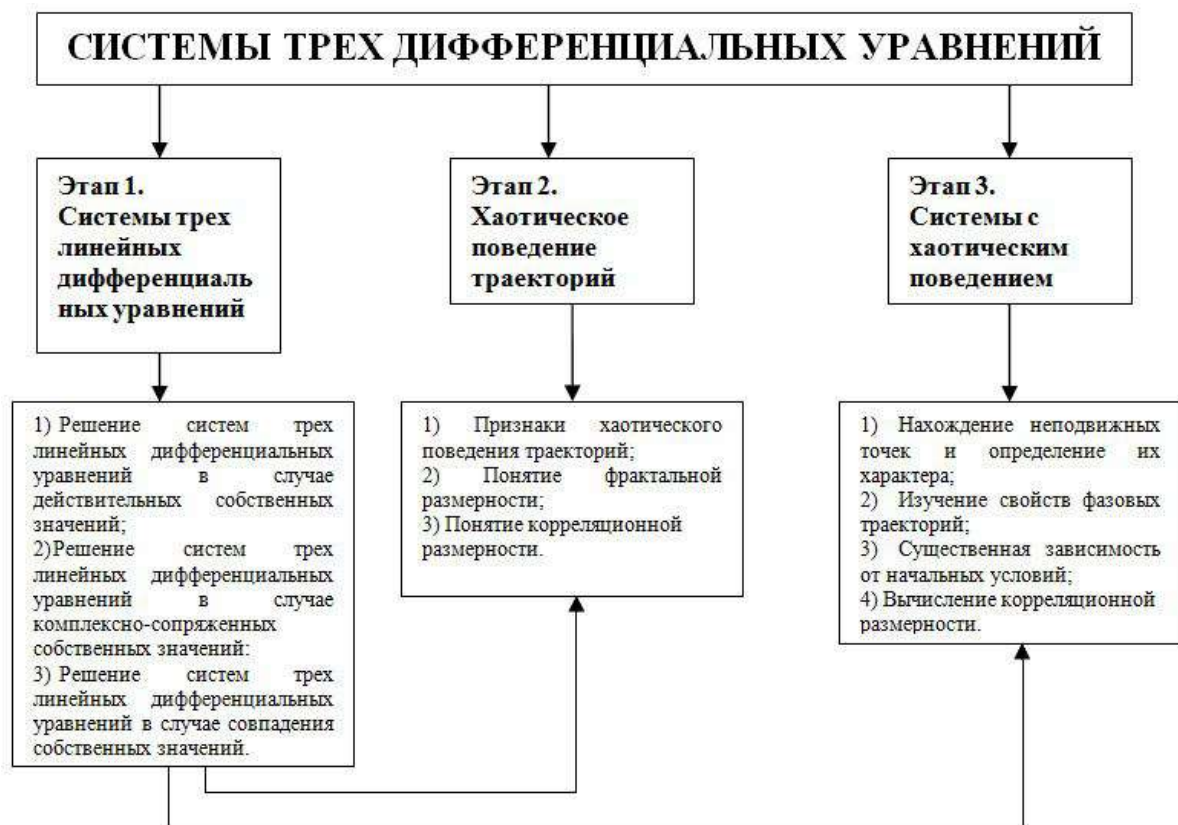 СИСТЕМЫ ТРЕХ ДИФФЕРЕНЦИАЛЬНЫХ УРАВНЕНИЙ
Этап 1.
Системы трех
линейных
дифференциаль
ных уравнений
Этап 2.
Хаотическое
поведение
траекторий
Этап 3.
Системы с
хаотическим
поведением
1) Решение систем трех
линейных дифференциальных
уравнений в случае
действительных собственных
значений;
2)Решение систем трех
линейных дифференциальных
уравнений в случае
комплексно-сопряженных
собственных значений:
3) Решение систем трех
линейных дифференциальных
уравнений в случае совпадения
собственных значений.
1) Признаки хаотического
поведения траекторий;
2) Понятие фрактальной
размерности;
3) Понятие корреляционной
размерности.
1) Нахождение неподвижных
точек и определение их
характера;
2) Изучение свойств фазовых
траекторий;
3) Существенная зависимость
от начальных условий;
4) Вычисление корреляционной
размерности.